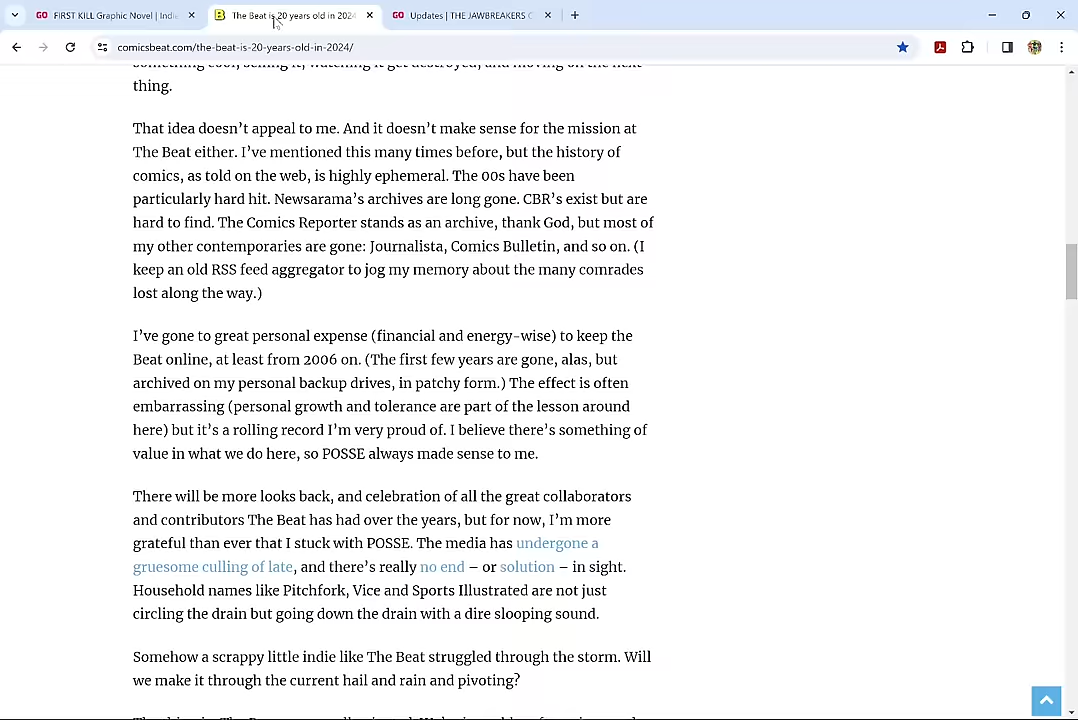 FIRST KILL Graphic Novel | Indie
The Beat is 20 years old in 2024
Updates | THE JAWBREAKERS
comicsbeat.com/the-beat-is-20-years-old-in-2024/
something cool, selling it, watching it get destroyed, and moving on the next
thing.
That idea doesn’t appeal to me. And it doesn’t make sense for the mission at
The Beat either. I’ve mentioned this many times before, but the history of
comics, as told on the web, is highly ephemeral. The 00s have been
particularly hard hit. Newsarama’s archives are long gone. CBR’s exist but are
hard to find. The Comics Reporter stands as an archive, thank God, but most of
my other contemporaries are gone: Journalista, Comics Bulletin, and so on. (I
keep an old RSS feed aggregator to jog my memory about the many comrades
lost along the way.)
I’ve gone to great personal expense (financial and energy-wise) to keep the
Beat online, at least from 2006 on. (The first few years are gone, alas, but
archived on my personal backup drives, in patchy form.) The effect is often
embarrassing (personal growth and tolerance are part of the lesson around
here) but it’s a rolling record I’m very proud of. I believe there’s something of
value in what we do here, so POSSE always made sense to me.
There will be more looks back, and celebration of all the great collaborators
and contributors The Beat has had over the years, but for now, I’m more
grateful than ever that I stuck with POSSE. The media has undergone a
gruesome culling of late, and there’s really no end – or solution – in sight.
Household names like Pitchfork, Vice and Sports Illustrated are not just
circling the drain but going down the drain with a dire slooping sound.
Somehow a scrappy little indie like The Beat struggled through the storm. Will
we make it through the current hail and rain and pivoting?